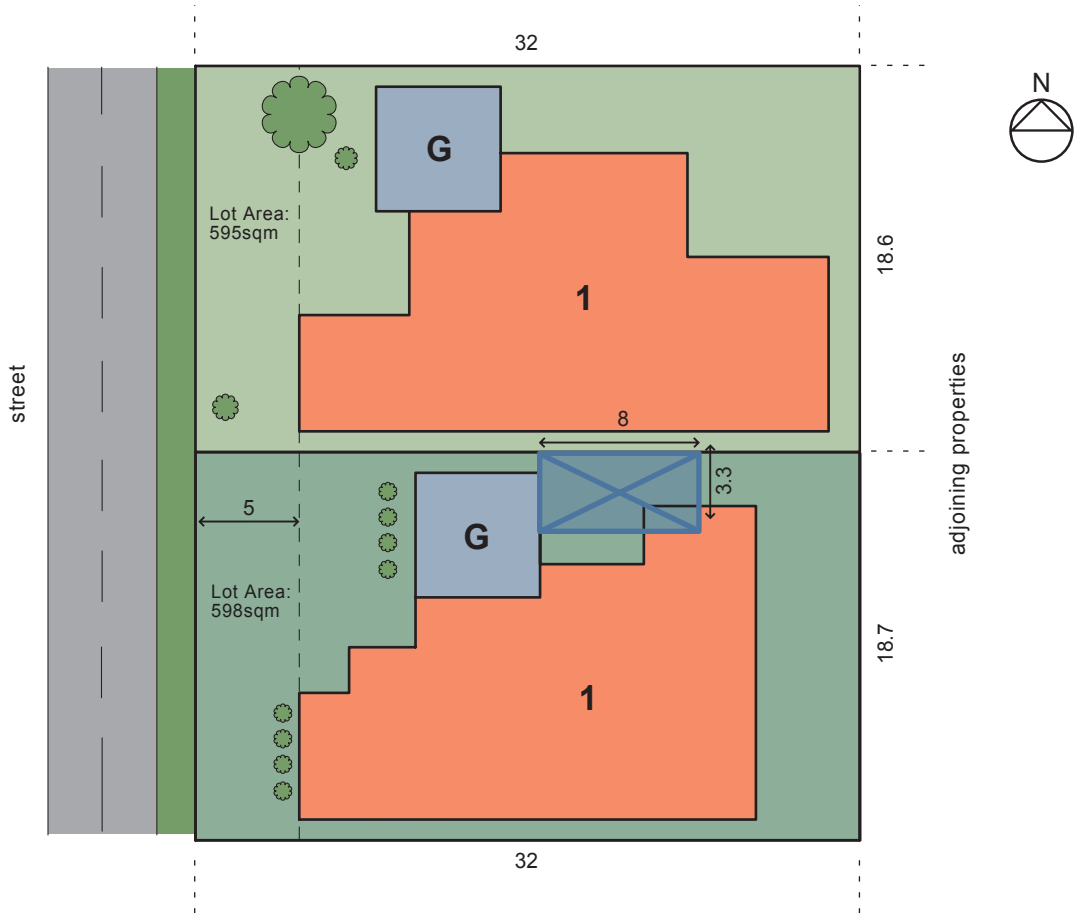 32
N
G
Lot Area:
595sqm
18.6
1
street
adjoining properties
8
3.3
5
G
Lot Area:
598sqm
18.7
1
32